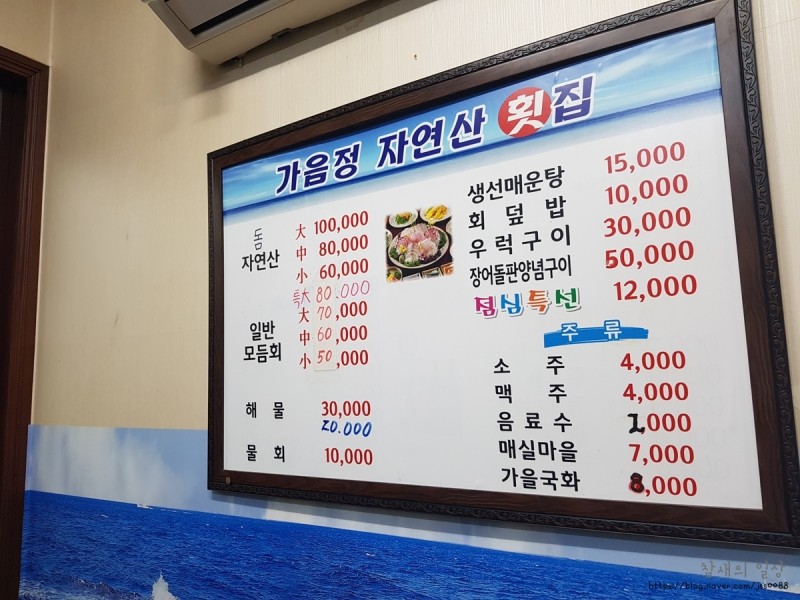 가음정 자연산 횟집
돔
자연산
大 100,000
中 80,000
小 60,000
특大 80.000
일반
모듬회
大 70,000
中 60,000
小 50,000
해물 30,000
20.000
물회 10,000
생선매운탕 15,000
회덮밥 10,000
우럭구이 30,000
장어돌판양념구이 50,000
점심특선 12,000
주류
소주 4,000
맥주 4,000
음료수 2,000
매실마을 7,000
가을국화 8,000
참새의 일상